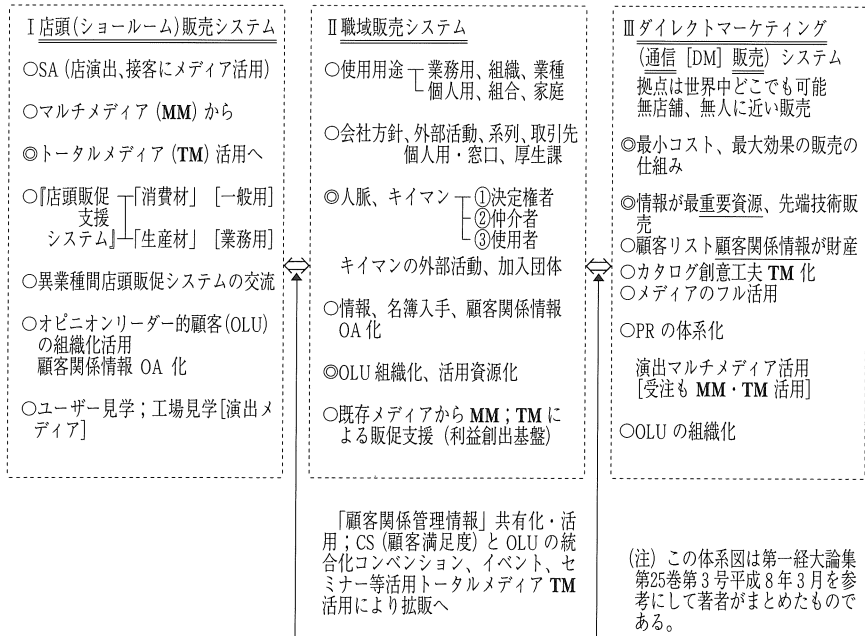 Ⅰ店頭(ショールーム)販売システム
○SA (店演出､接客にメディア活用)
○マルチメディア (MM) から
◎トータルメディア (TM) 活用へ
○『店頭販促 「消費材」 [一般用]
支援
システム』 「生産材」 [業務用]
○異業種間店頭販促システムの交流
○オピニオンリーダー的顧客(OLU)
の組織化活用
顧客関係情報 OA 化
○ユーザー見学；工場見学[演出メ
ディア]
Ⅱ職域販売システム
○使用用途 業務用、組織、業種
個人用、組合、家庭
○会社方針、外部活動、系列、取引先
個人用・窓口、厚生課
◎人脈、キイマン ①決定権者
②仲介者
③使用者
キイマンの外部活動、加入団体
○情報、名簿入手、顧客関係情報
OA 化
◎OLU 組織化、活用資源化
○既存メディアから MM；TM に
よる販促支援 (利益創出基盤)
Ⅲダイレクトマーケティング
(通信 [DM] 販売) システム
拠点は世界中どこでも可能
無店舗、無人に近い販売
◎最小コスト、最大効果の販売の
仕組み
◎情報が最重要資源、先端技術販
売
○顧客リスト顧客関係情報が財産
○カタログ創意工夫 TM 化
○メディアのフル活用
○PR の体系化
演出マルチメディア活用
[受注も MM・TM 活用]
○OLU の組織化
⇔
⇔
「顧客関係管理情報」共有化・活
用；CS (顧客満足度) と OLU の統
合化コンベンション、イベント、セ
ミナー等活用トータルメディア TM
活用により拡販へ
(注) この体系図は第一経大論集
第25巻第3号平成8年3月を参
考にして著者がまとめたもので
ある。